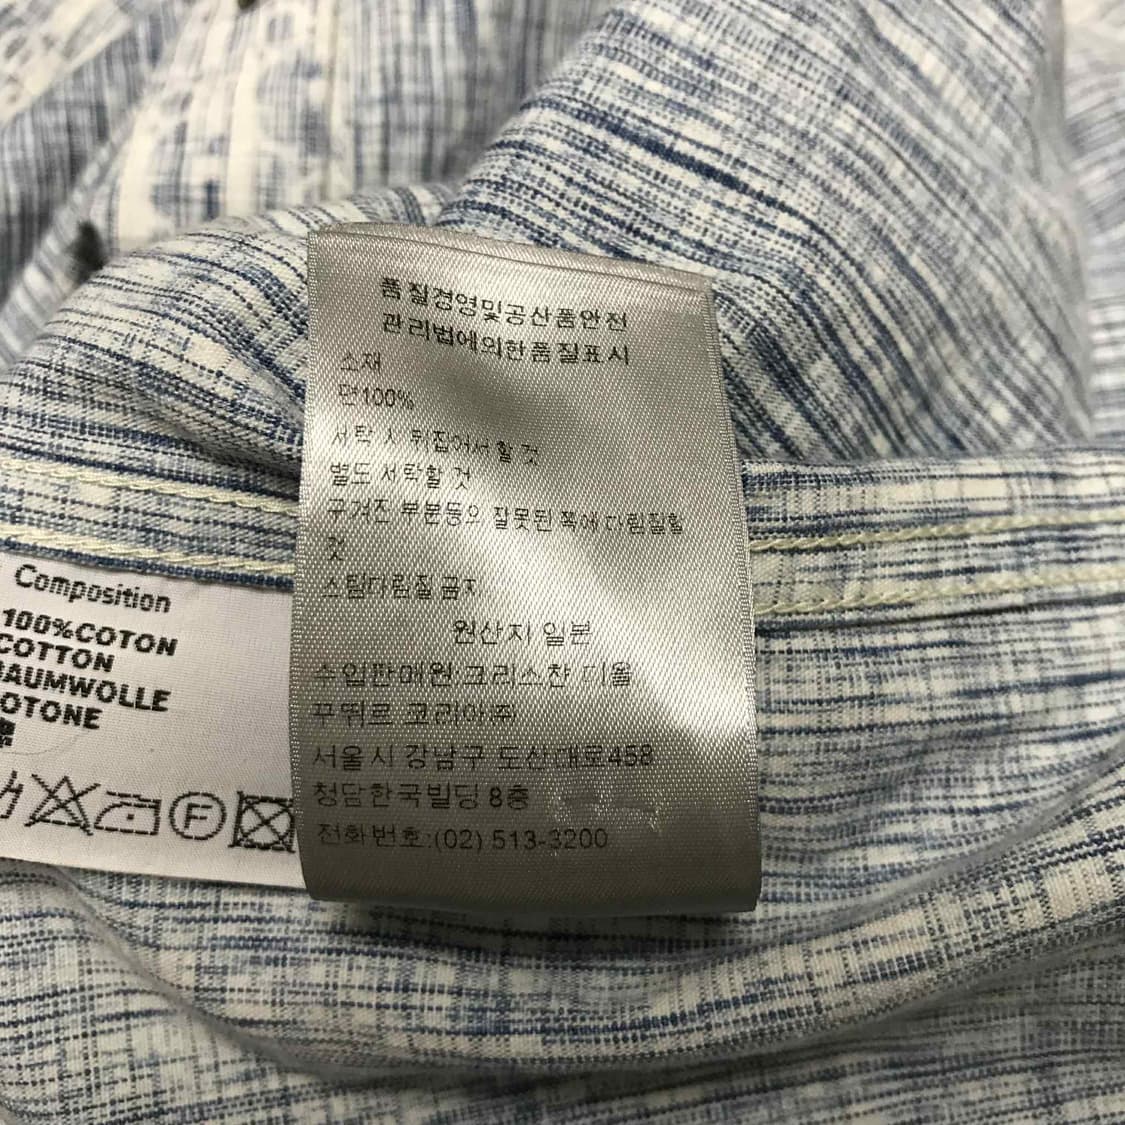 품질경영및공산품안전
관리법에의한품질표시
소재
면100%
세탁 시 뒤집어서 할 것
별도 세탁할 것
구겨진 부분등의 잘못된 쪽에 다림질할
것
스팀다림질 금지
원산지 일본
수입판매원 크리스찬 디올
꾸뛰르 코리아㈜
서울시 강남구 도산대로458
청담한국빌딩 8층
전화번호:(02) 513-3200
Composition
100%COTON
COTTON
BAUMWOLLE
COTONE
F